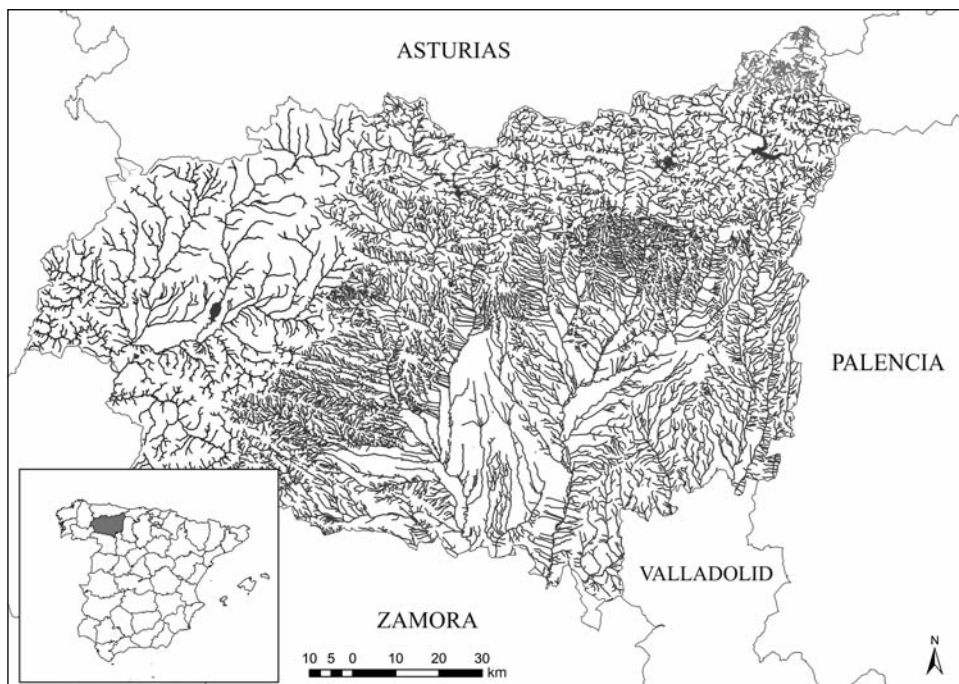 ASTURIAS
PALENCIA
VALLADOLID
ZAMORA
10 5 0 10 20 30
km
N